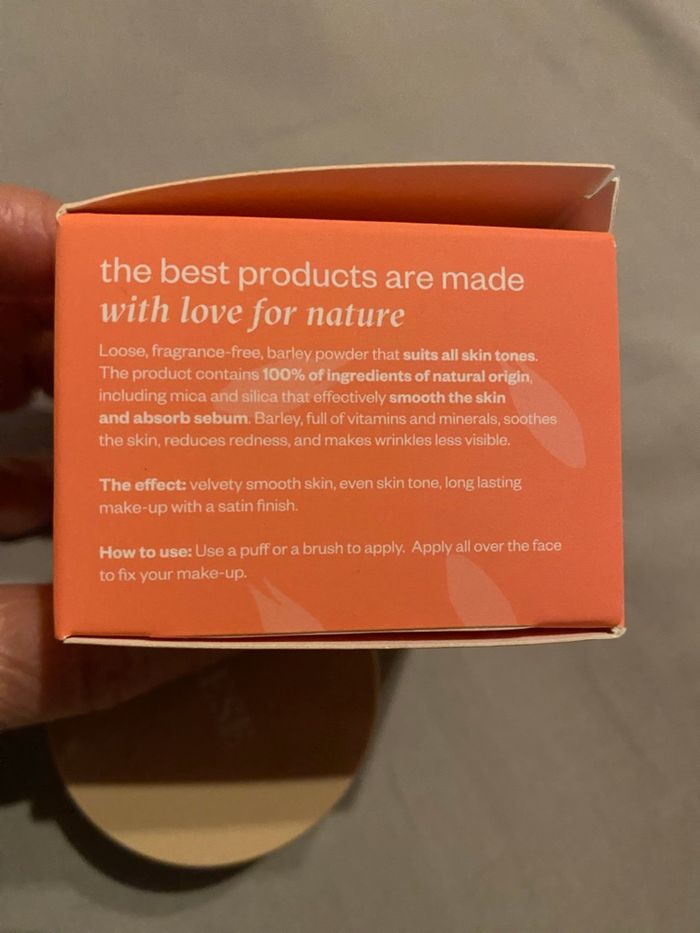 the best products are made
with love for nature
Loose, fragrance-free, barley powder that suits all skin tones.
The product contains 100% of ingredients of natural origin,
including mica and silica that effectively smooth the skin
and absorb sebum. Barley, full of vitamins and minerals, soothes
the skin, reduces redness, and makes wrinkles less visible.
The effect: velvety smooth skin, even skin tone, long lasting
make-up with a satin finish.
How to use: Use a puff or a brush to apply. Apply all over the face
to fix your make-up.